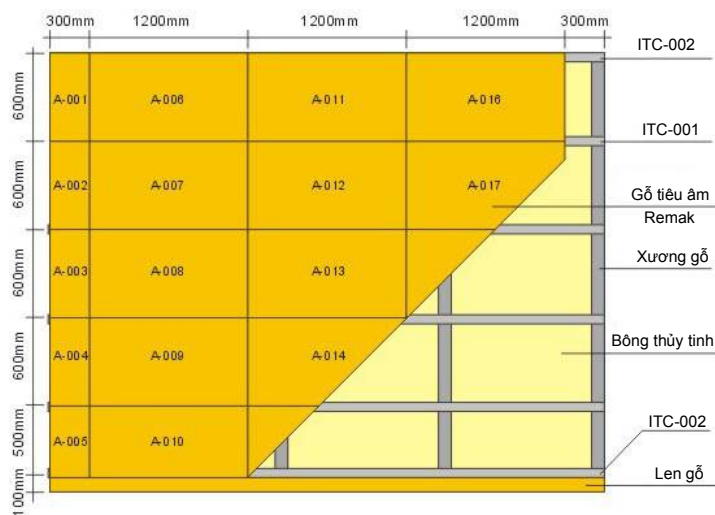 300mm 1200mm 1200mm 1200mm 300mm
ITC-002
600mm
A-001 A-006 A-011 A-016
ITC-001
600mm
A-002 A-007 A-012 A-017
Gỗ tiêu âm
Remak
600mm
A-003 A-008 A-013
Xương gỗ
600mm
A-004 A-009 A-014
Bông thủy tinh
500mm
A-005 A-010
ITC-002
100mm
Len gỗ